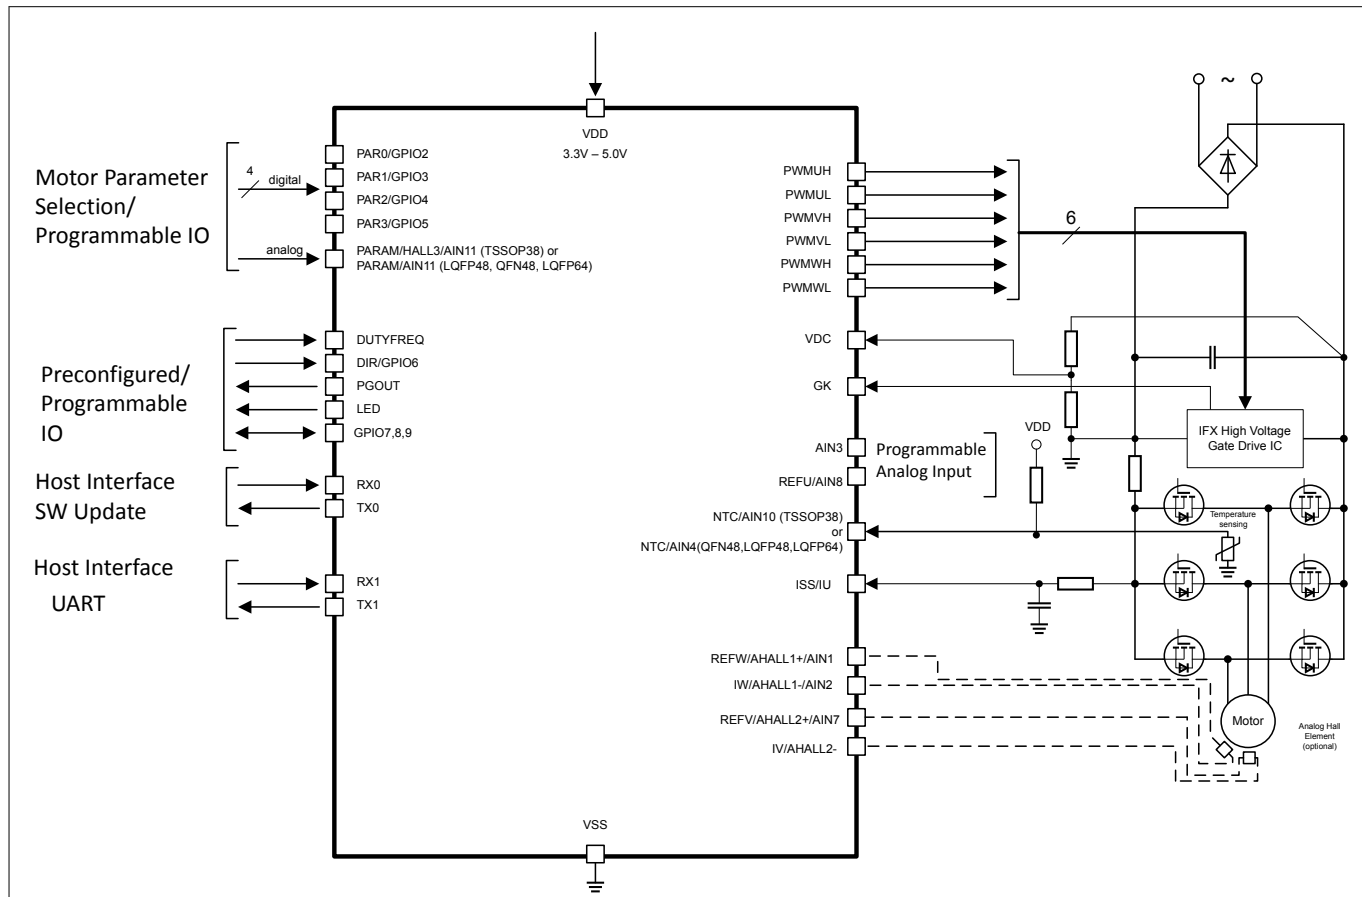 VDD
3.3V – 5.0V
Motor Parameter
Selection/
Programmable IO
4
digital
analog
PAR0/GPIO2
PAR1/GPIO3
PAR2/GPIO4
PAR3/GPIO5
PARAM/HALL3/AIN11 (TSSOP38) or
PARAM/AIN11 (LQFP48, QFN48, LQFP64)
Preconfigured/
Programmable
IO
DUTYFREQ
DIR/GPIO6
PGOUT
LED
GPIO7,8,9
Host Interface
SW Update
RX0
TX0
Host Interface
UART
RX1
TX1
PWMUH
PWMUL
PWMVH
PWMVL
PWMWH
PWMWL
6
~
VDC
GK
AIN3
REFU/AIN8
Programmable
Analog Input
VDD
IFX High Voltage
Gate Drive IC
NTC/AIN10 (TSSOP38)
or
NTC/AIN4(QFN48,LQFP48,LQFP64)
Temperature
sensing
ISS/IU
REFW/AHALL1+/AIN1
IW/AHALL1-/AIN2
REFV/AHALL2+/AIN7
IV/AHALL2-
Motor
Analog Hall
Element
(optional)
VSS